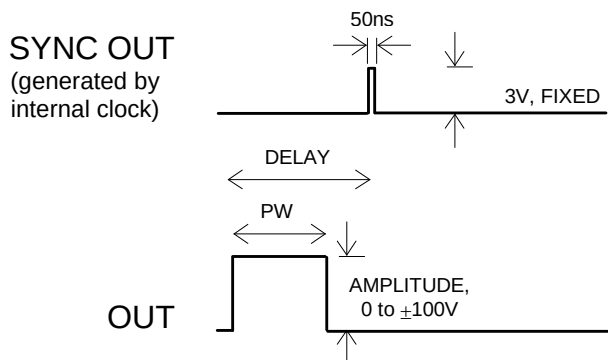 50ns
SYNC OUT
(generated by
internal clock)
3V, FIXED
DELAY
PW
AMPLITUDE,
0 to ±100V
OUT